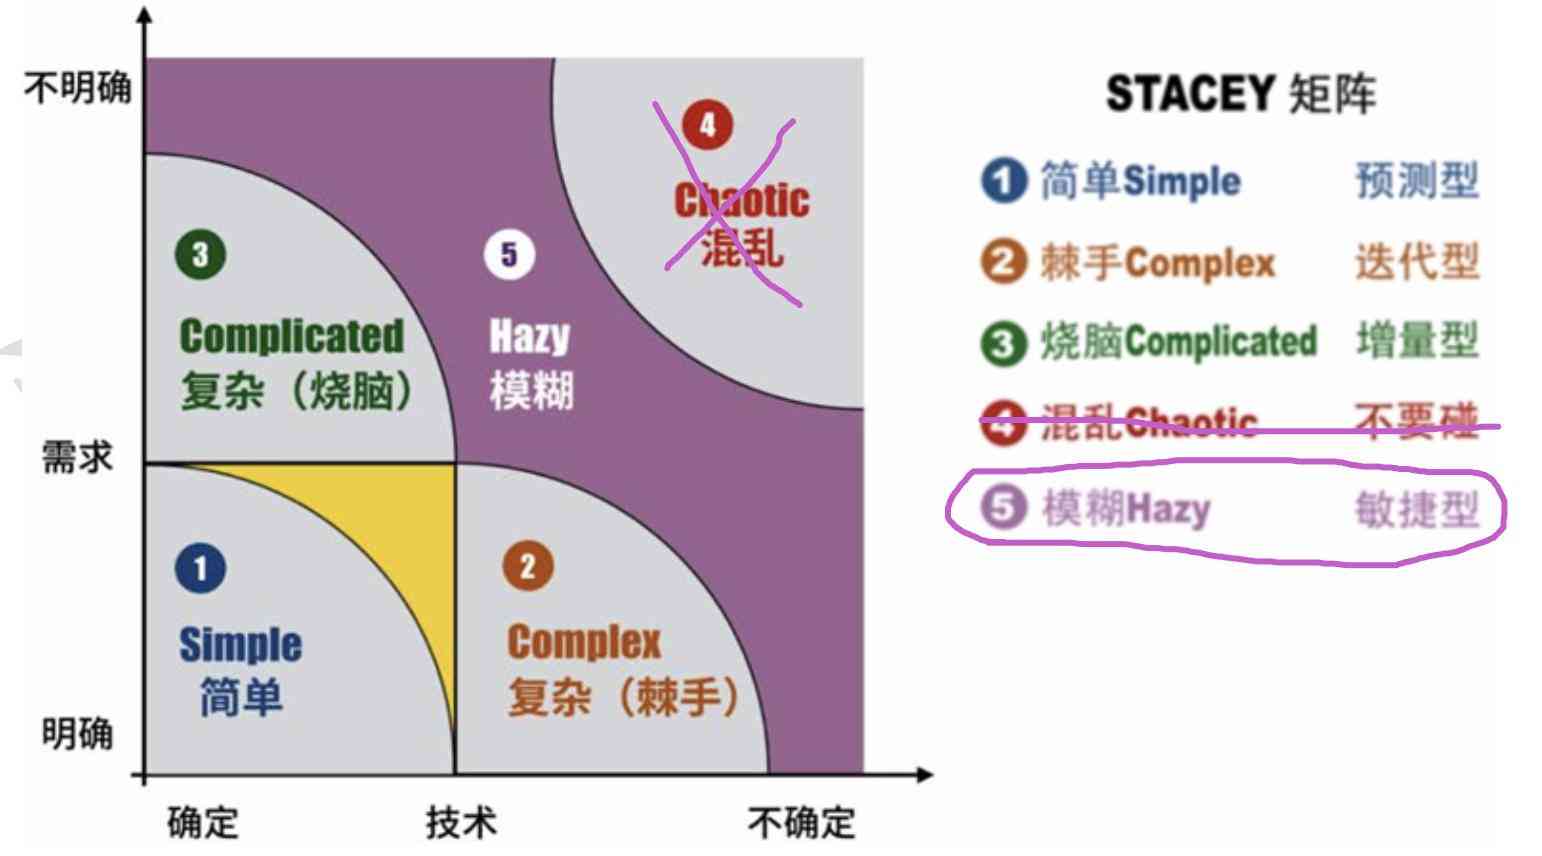 不明确
4
Chaotic
混乱
3
5
Complicated
复杂（烧脑）
Hazy
模糊
需求
1
2
Simple
简单
Complex
复杂（棘手）
明确
确定
技术
不确定
STACEY 矩阵
1 简单Simple 预测型
2 棘手Complex 迭代型
3 烧脑Complicated 增量型
4 混乱Chaotic 不要碰
5 模糊Hazy 敏捷型